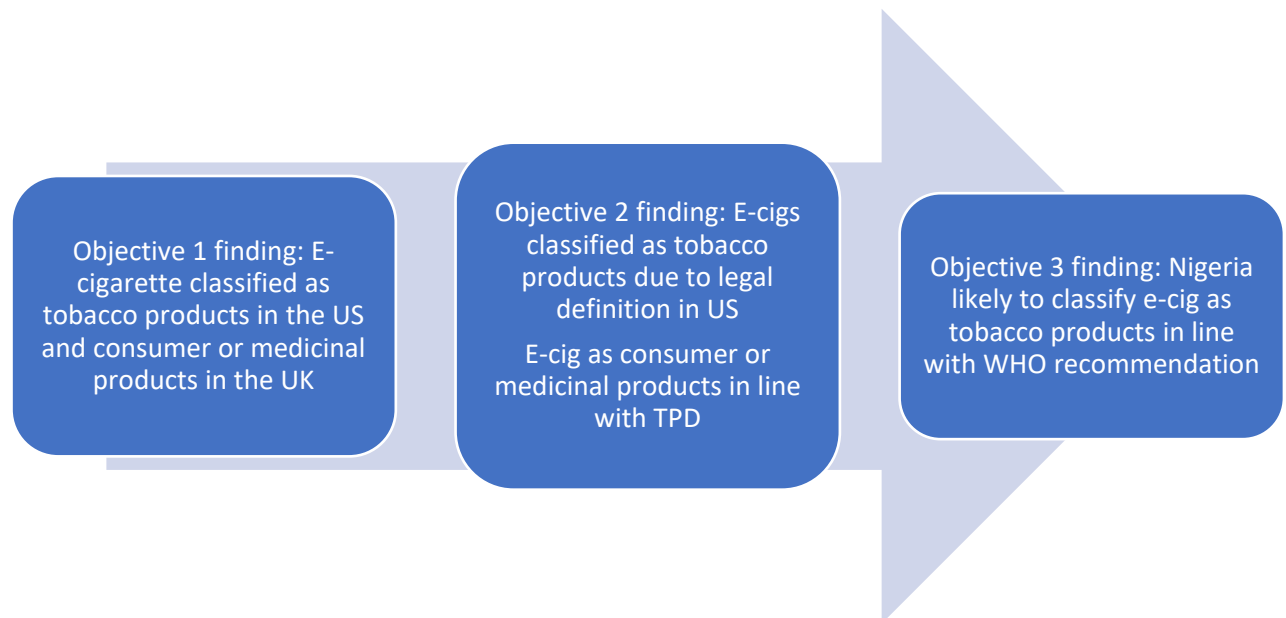 Objective 1 finding: E-
cigarette classified as
tobacco products in the US
and consumer or medicinal
products in the UK
Objective 2 finding: E-cigs
classified as tobacco
products due to legal
definition in US
E-cig as consumer or
medicinal products in line
with TPD
Objective 3 finding: Nigeria
likely to classify e-cig as
tobacco products in line
with WHO recommendation